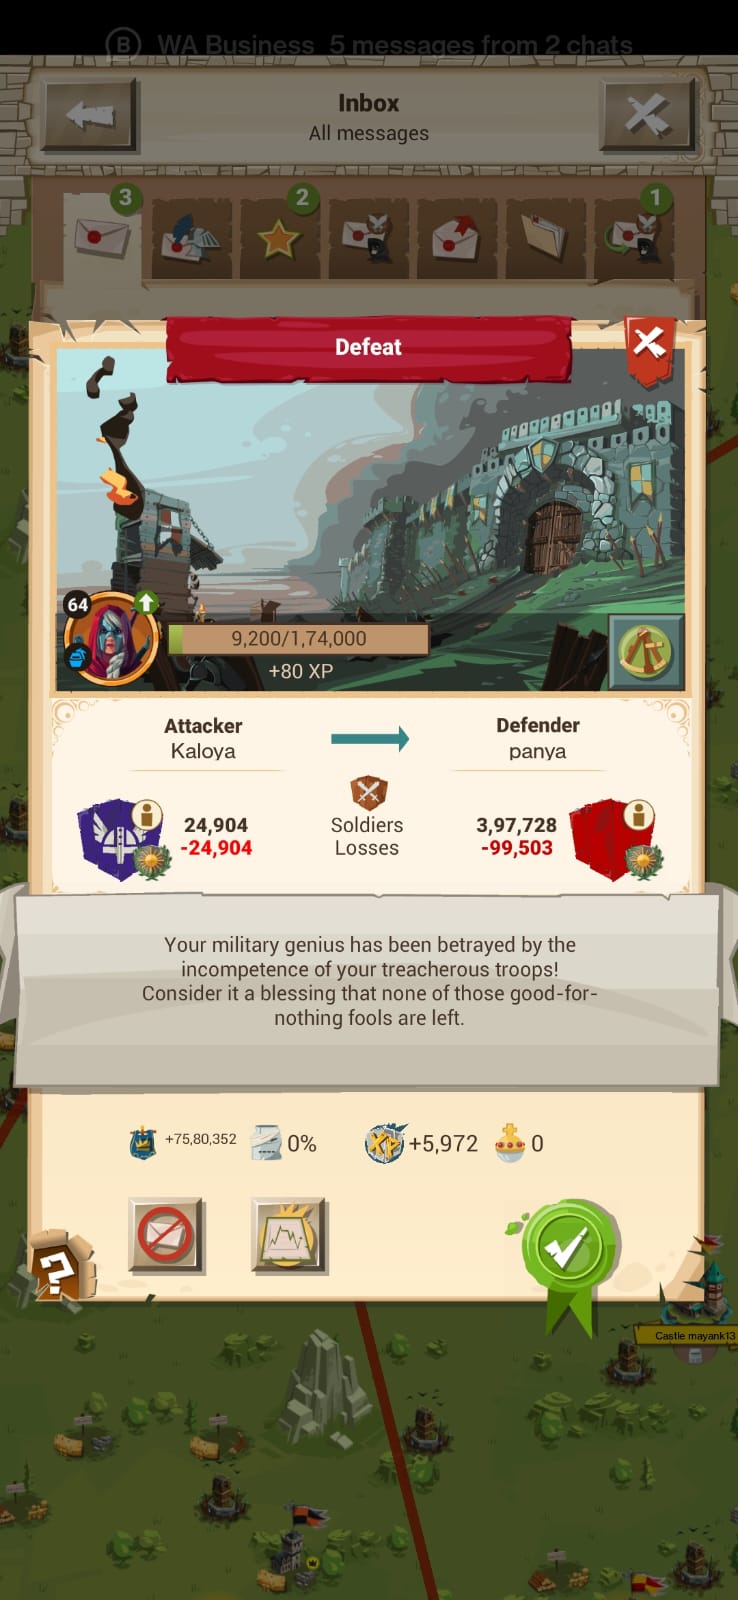 B WA Business 5 messages from 2 chats
Inbox
All messages
3
2
1
Defeat
64
9,200/1,74,000
+80 XP
Attacker
Kaloya
Defender
panya
24,904
-24,904
Soldiers
Losses
3,97,728
-99,503
Your military genius has been betrayed by the
incompetence of your treacherous troops!
Consider it a blessing that none of those good-for-
nothing fools are left.
+75,80,352
0%
XP
+5,972
0
?
Castle mayank13